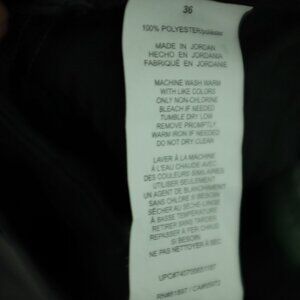 36
100% POLYESTER/poliéster
MADE IN JORDAN
HECHO EN JORDAN
FABRIQUÉ EN JORDANIE
MACHINE WASH WARM
WITH LIKE COLORS
ONLY NON-CHLORINE
BLEACH IF NEEDED
TUMBLE DRY LOW
REMOVE PROMPTLY
WARM IRON IF NEEDED
DO NOT DRY CLEAN
LAVER À LA MACHINE
À L'EAU CHAUDE AVEC
DES COULEURS SIMILAIRES
UTILISER SEULEMENT
UN AGENT DE BLANCHIMENT
SANS CHLORE SI BESOIN
SÉCHER AU SÈCHE-LINGE
À BASSE TEMPÉRATURE
RETIRER SANS TARDER
REPASSER À FER CHAUD
SI BESOIN
NE PAS NETTOYER À SEC